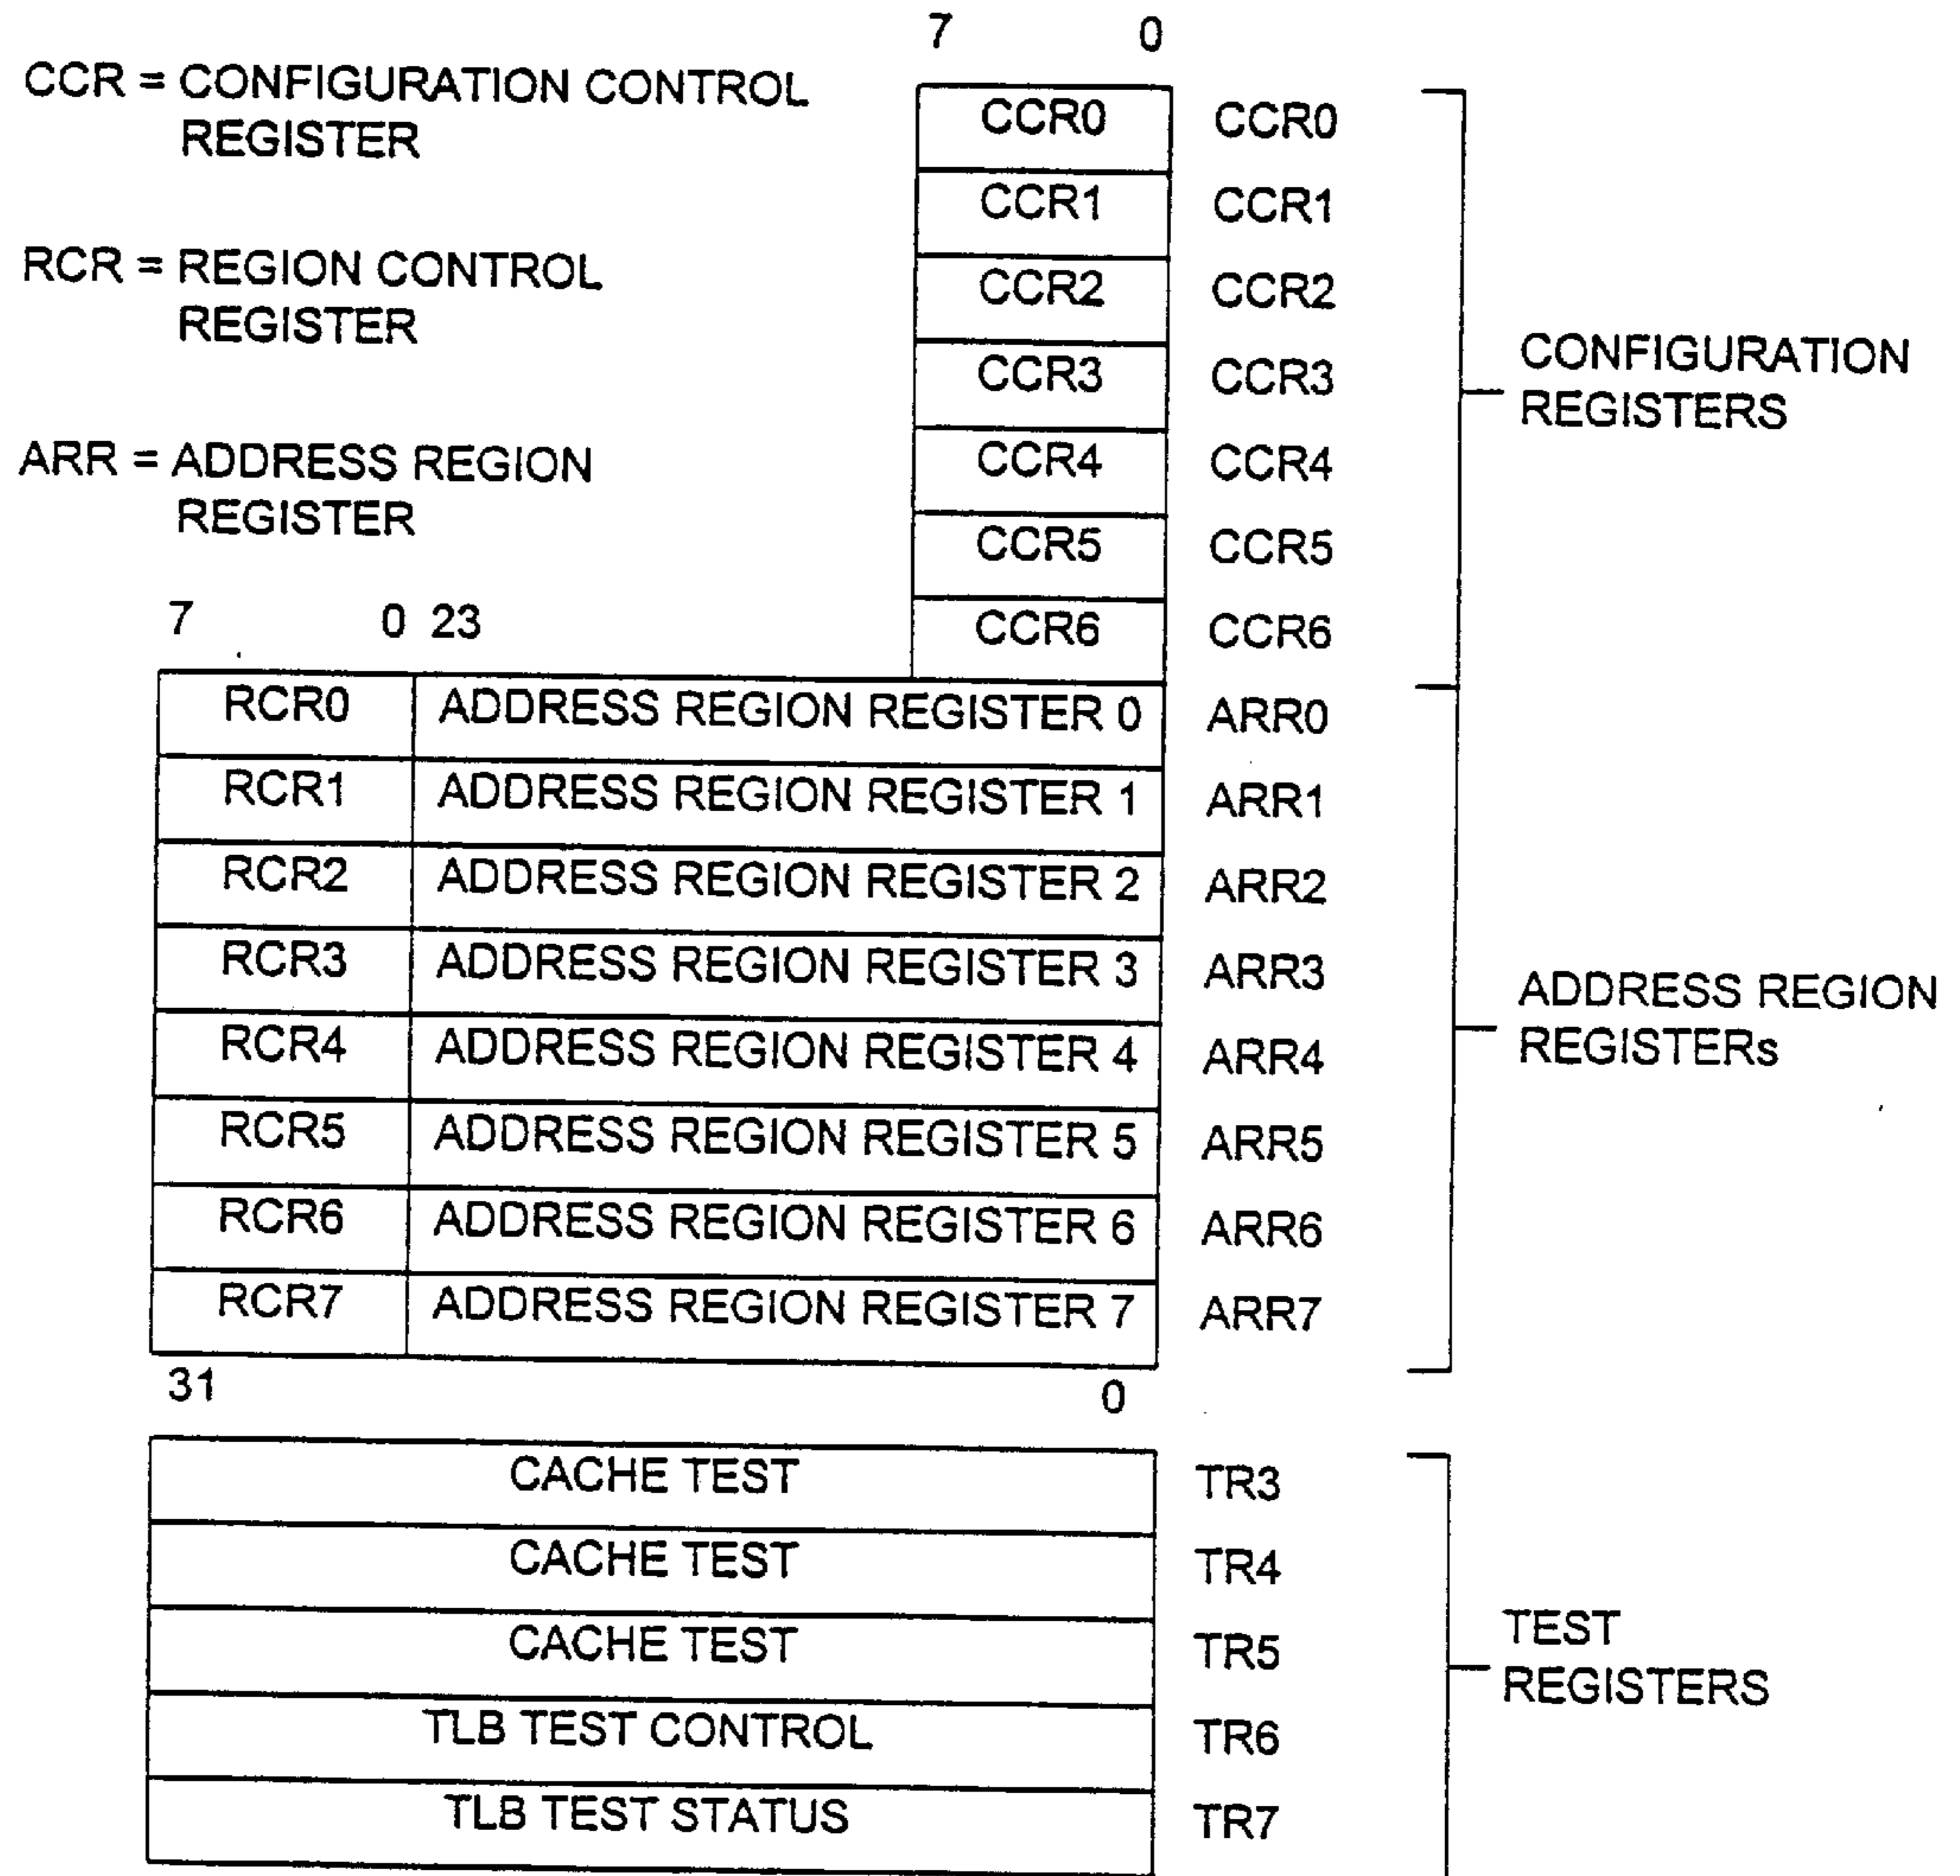 7 0
CCR = CONFIGURATION CONTROL
REGISTER
RCR = REGION CONTROL
REGISTER
ARR = ADDRESS REGION
REGISTER
CCR0 CCR0
CCR1 CCR1
CCR2 CCR2
CCR3 CCR3
CCR4 CCR4
CCR5 CCR5
CCR6 CCR6
CONFIGURATION
REGISTERS
7 0 23
RCR0 ADDRESS REGION REGISTER 0 ARR0
RCR1 ADDRESS REGION REGISTER 1 ARR1
RCR2 ADDRESS REGION REGISTER 2 ARR2
RCR3 ADDRESS REGION REGISTER 3 ARR3
RCR4 ADDRESS REGION REGISTER 4 ARR4
RCR5 ADDRESS REGION REGISTER 5 ARR5
RCR6 ADDRESS REGION REGISTER 6 ARR6
RCR7 ADDRESS REGION REGISTER 7 ARR7
ADDRESS REGION
REGISTERs
31 0
CACHE TEST TR3
CACHE TEST TR4
CACHE TEST TR5
TLB TEST CONTROL TR6
TLB TEST STATUS TR7
TEST
REGISTERS